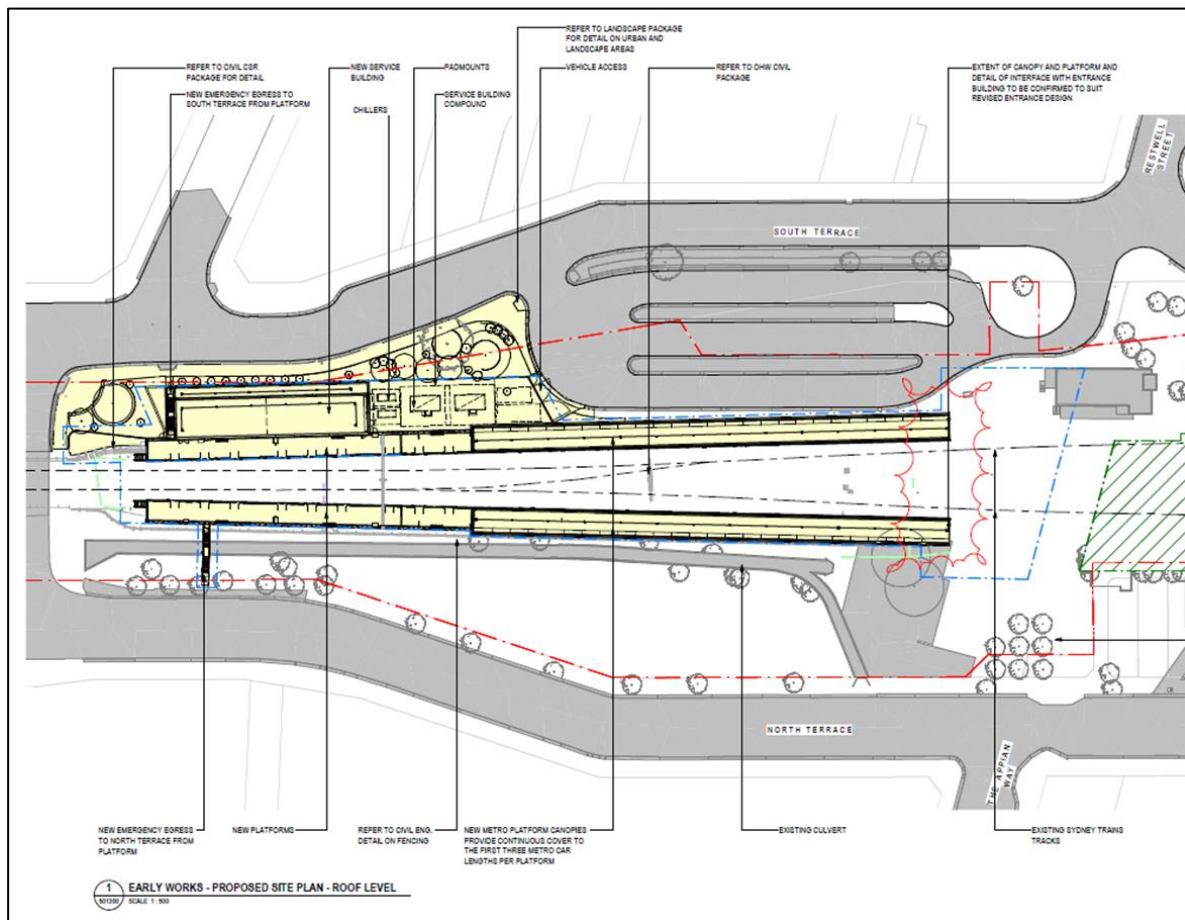 REFER TO LANDSCAPE PACKAGE
FOR DETAIL ON URBAN AND
LANDSCAPE AREAS
REFER TO CIVIL CSR
PACKAGE FOR DETAIL
NEW SERVICE
BUILDING
PADMOUNTS
VEHICLE ACCESS
REFER TO OHW CIVIL
PACKAGE
EXTENT OF CANOPY AND PLATFORM AND
DETAIL OF INTERFACE WITH ENTRANCE
BUILDING TO BE CONFIRMED TO SUIT
REVISED ENTRANCE DESIGN
NEW EMERGENCY EGRESS TO
SOUTH TERRACE FROM PLATFORM
CHILLERS
SERVICE BUILDING
COMPOUND
RESTWELL
STREET
SOUTH TERRACE
NORTH TERRACE
THE APPIAN
WAY
NEW EMERGENCY EGRESS
TO NORTH TERRACE FROM
PLATFORM
NEW PLATFORMS
REFER TO CIVIL ENG.
DETAIL ON FENCING
NEW METRO PLATFORM CANOPIES
PROVIDE CONTINUOUS COVER TO
THE FIRST THREE METRO CAR
LENGTHS PER PLATFORM
EXISTING CULVERT
EXISTING SYDNEY TRAINS
TRACKS
1
EARLY WORKS - PROPOSED SITE PLAN - ROOF LEVEL
SCALE 1 : 500